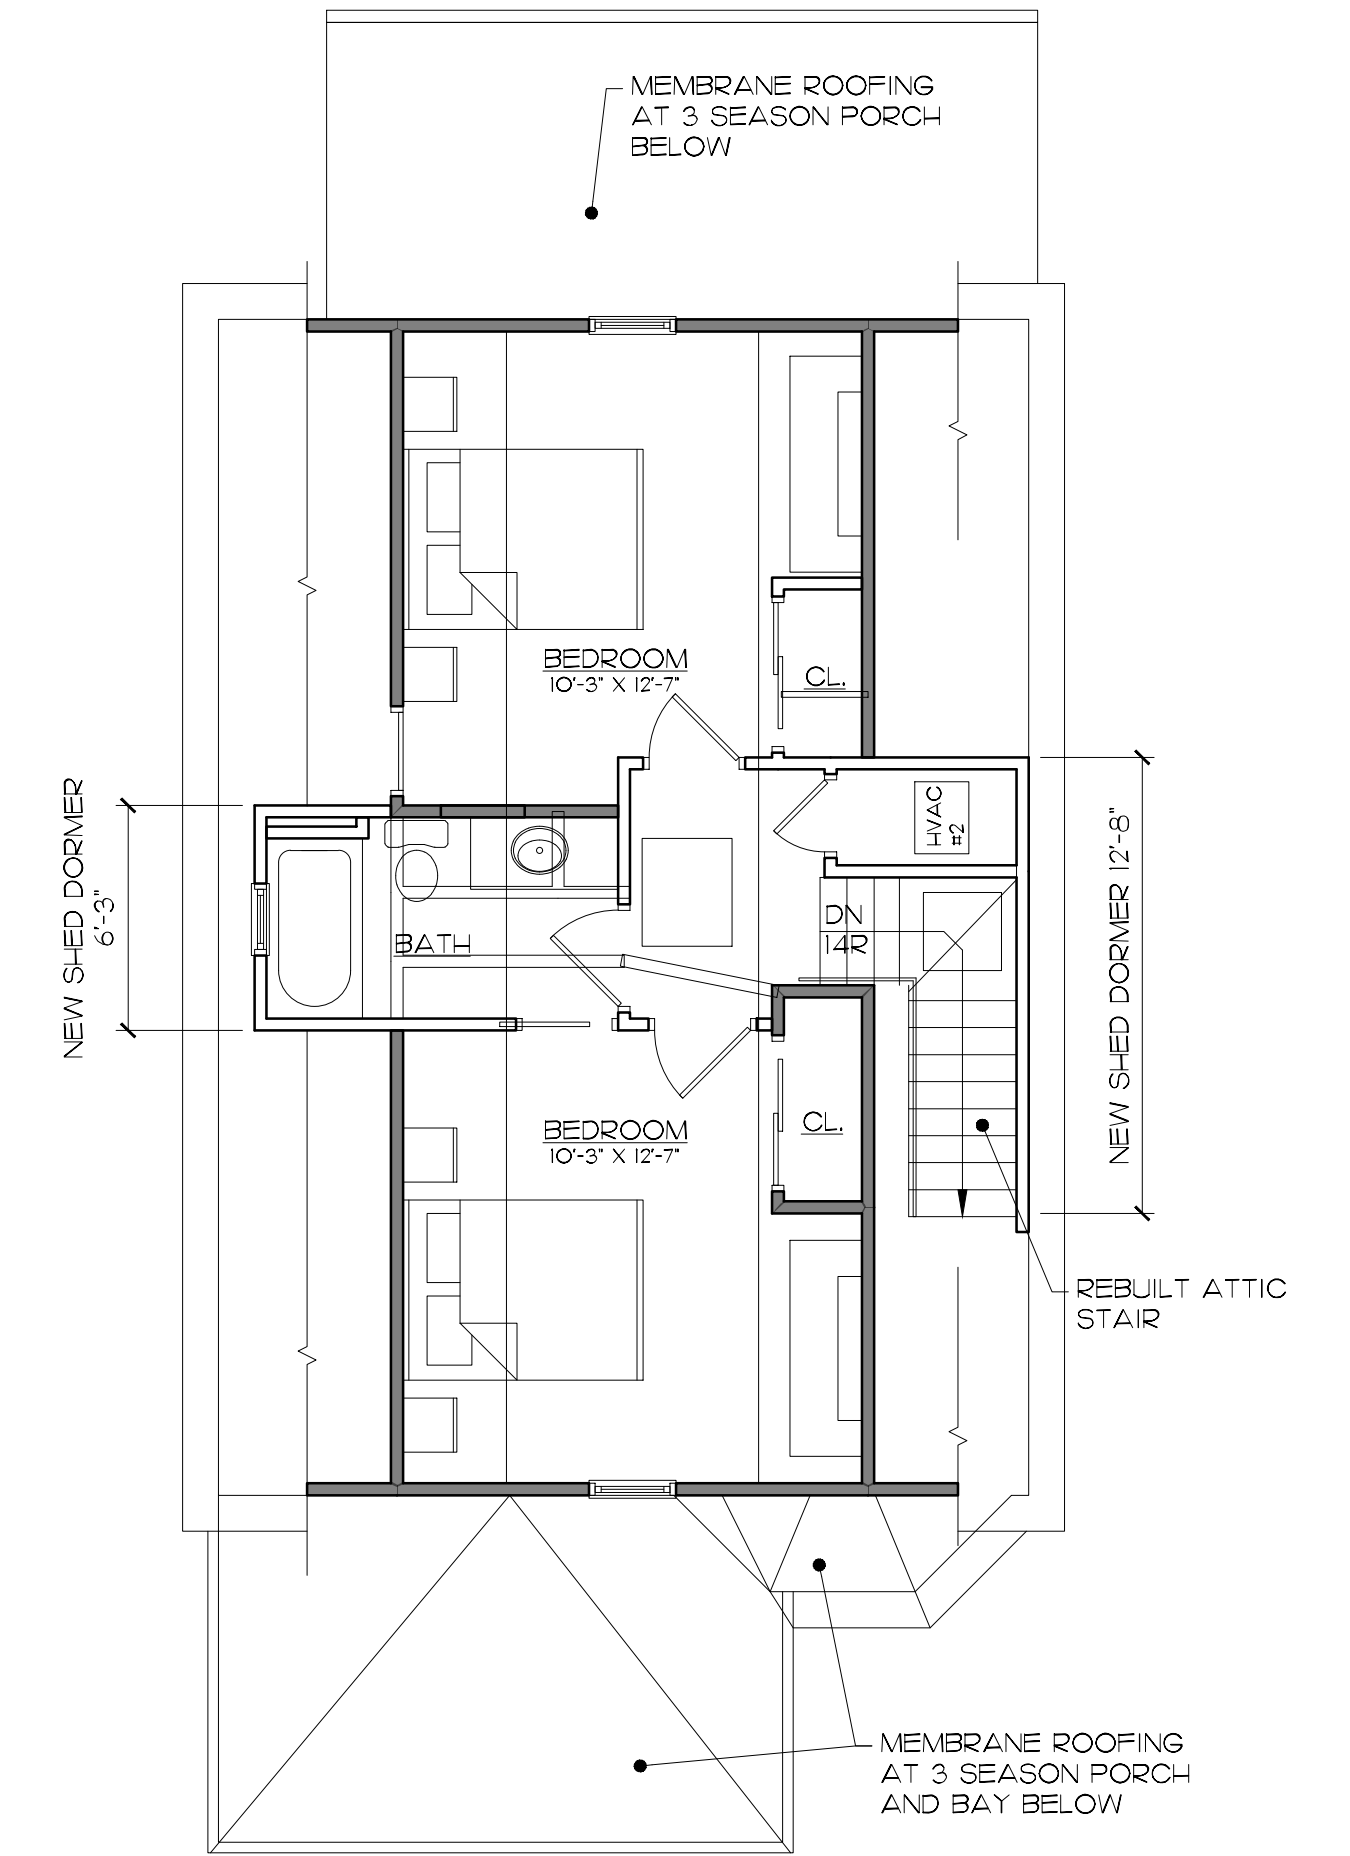 MEMBRANE ROOFING
AT 3 SEASON PORCH
BELOW
BEDROOM
10'-3" X 12'-7"
CL.
NEW SHED DORMER
6'-3"
HVAC
#2
BATH
DN
14R
NEW SHED DORMER 12'-8"
BEDROOM
10'-3" X 12'-7"
CL.
REBUILT ATTIC
STAIR
MEMBRANE ROOFING
AT 3 SEASON PORCH
AND BAY BELOW